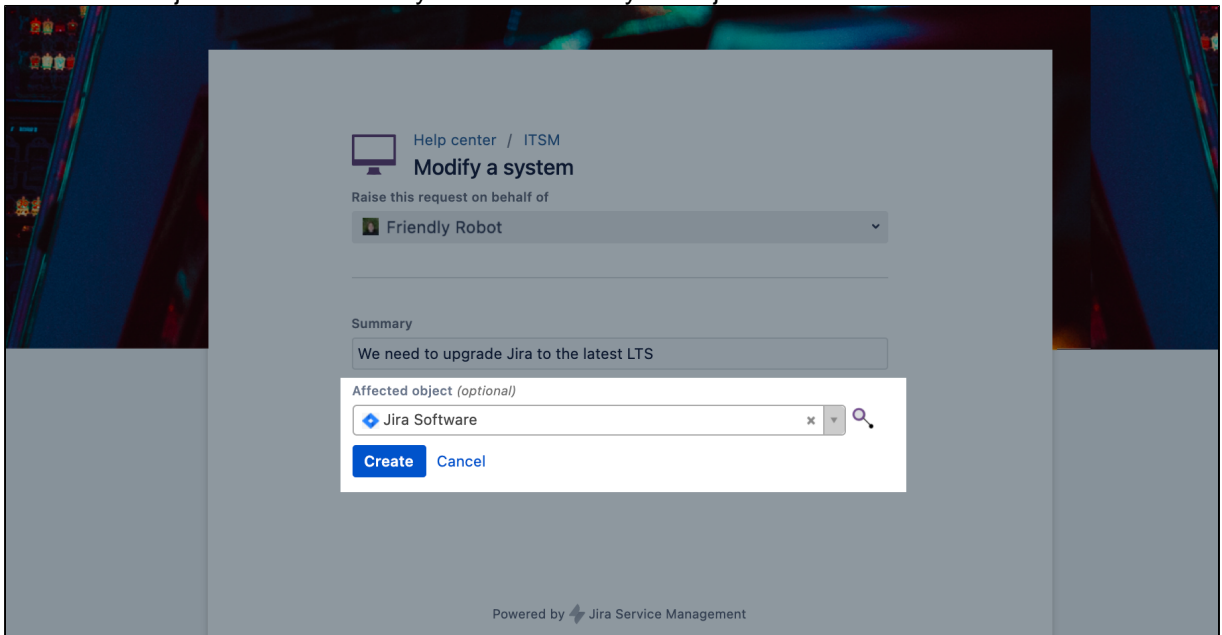 Help center / ITSM
Modify a system
Raise this request on behalf of
Friendly Robot
Summary
We need to upgrade Jira to the latest LTS
Affected object (optional)
Jira Software
Create Cancel
Powered by Jira Service Management